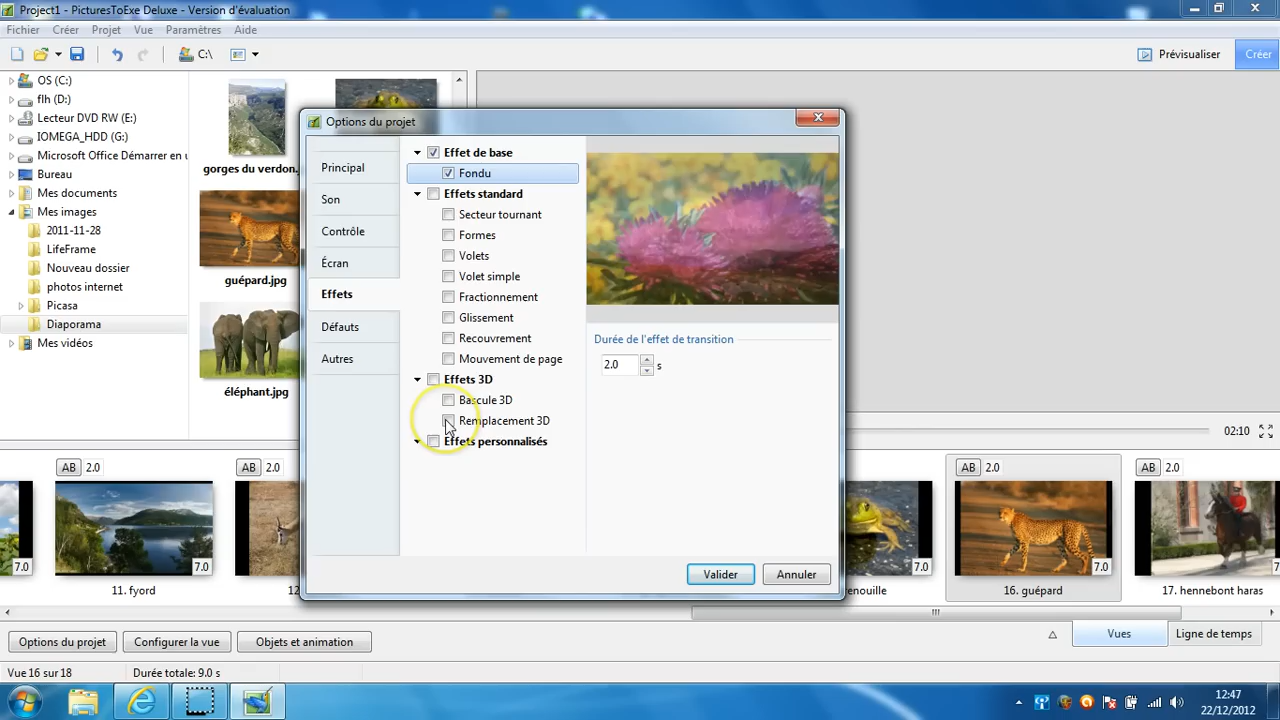 Project1 - PicturesToExe Deluxe - Version d'évaluation
Fichier Créer Projet Vue Paramètres Aide
C:\
Prévisualiser
Créer
OS (C:)
flh (D:)
Lecteur DVD RW (E:)
IOMEGA_HDD (G:)
Microsoft Office Démarrer en u
Bureau
Mes documents
Mes images
2011-11-28
LifeFrame
Nouveau dossier
photos internet
Picasa
Diaporama
Mes vidéos
gorges du verdon.
guépard.jpg
éléphant.jpg
Options du projet
Principal
Son
Contrôle
Écran
Effets
Défauts
Autres
Effet de base
Fondu
Effets standard
Secteur tournant
Formes
Volets
Volet simple
Fractionnement
Glissement
Recouvrement
Mouvement de page
Effets 3D
Bascule 3D
Remplacement 3D
Effets personnalisés
Durée de l'effet de transition
2.0 s
Valider
Annuler
02:10
AB 2.0
AB 2.0
AB 2.0
AB 2.0
7.0
7.0
7.0
7.0
7.0
11. fyord
12
enouille
16. guépard
17. hennebont haras
Options du projet
Configurer la vue
Objets et animation
Vues
Ligne de temps
Vue 16 sur 18
Durée totale: 9.0 s
12:47
22/12/2012